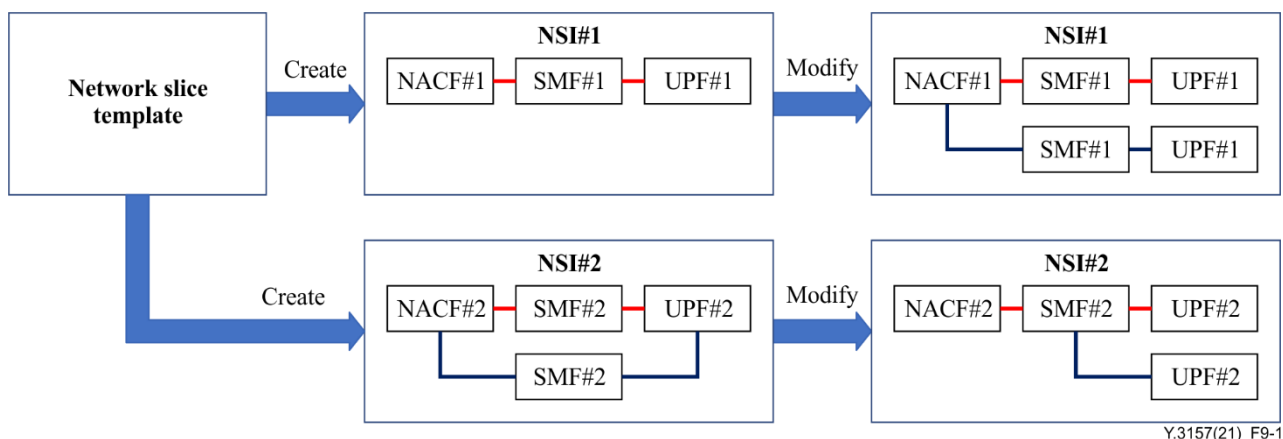 Network slice
template
Create
NSI#1
NACF#1 SMF#1 UPF#1
Modify
NSI#1
NACF#1 SMF#1 UPF#1
SMF#1 UPF#1
Create
NSI#2
NACF#2 SMF#2 UPF#2
SMF#2
Modify
NSI#2
NACF#2 SMF#2 UPF#2
UPF#2
Y.3157(21)_F9-1